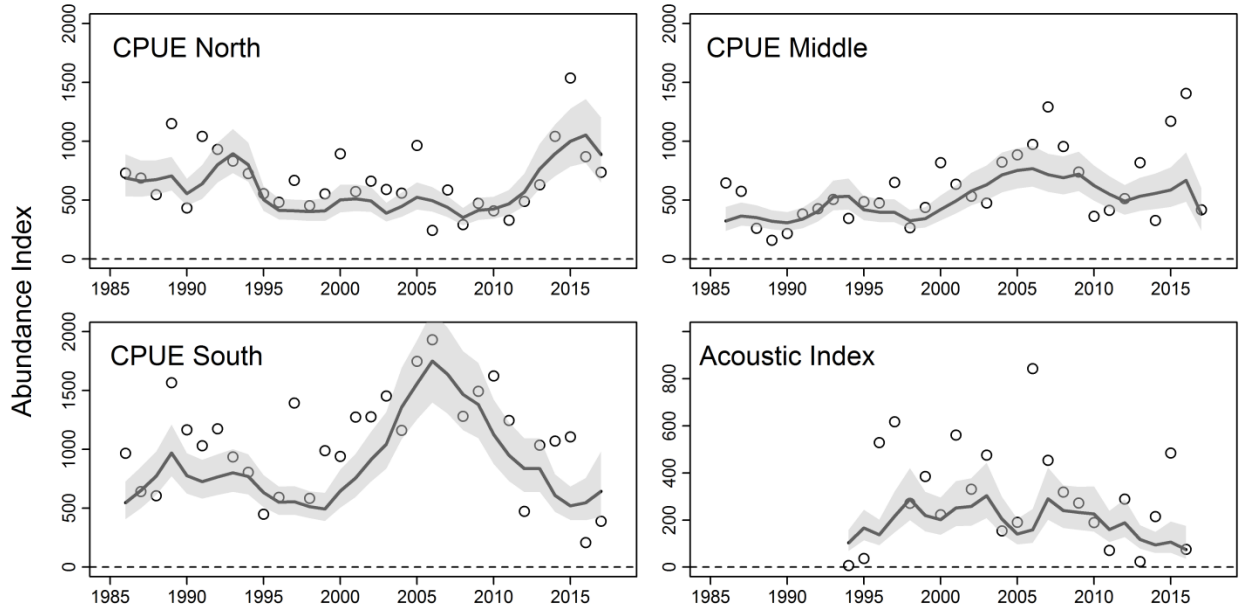 Abundance Index
CPUE North
0 500 1000 1500 2000
1985 1990 1995 2000 2005 2010 2015
CPUE Middle
0 500 1000 1500 2000
1985 1990 1995 2000 2005 2010 2015
CPUE South
0 500 1000 1500 2000
1985 1990 1995 2000 2005 2010 2015
Acoustic Index
0 200 400 600 800
1985 1990 1995 2000 2005 2010 2015